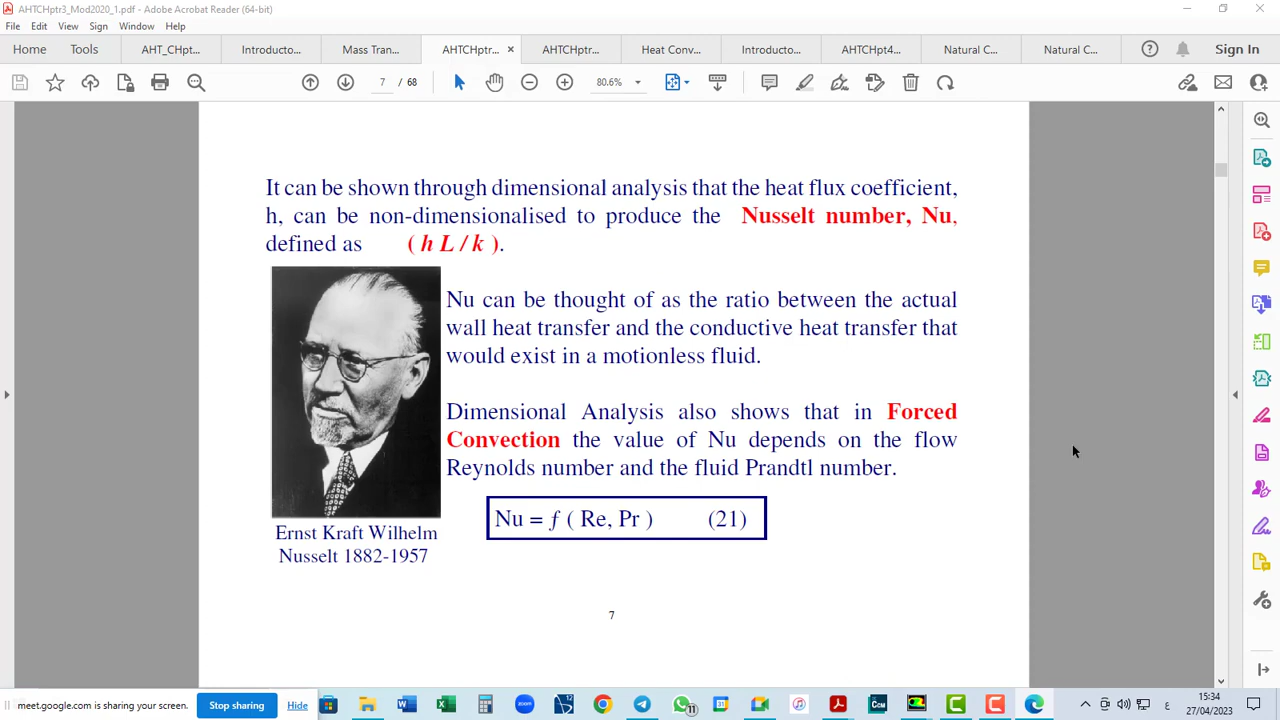 AHTCHptr3_Mod2020_1.pdf - Adobe Acrobat Reader (64-bit)
File Edit View Sign Window Help
Home Tools AHT_CHpt... Introducto... Mass Tran... AHTCHptr... × AHTCHptr... Heat Conv... Introducto... AHTCHpt4... Natural C... Natural C... Sign In
7 / 68 80.6%
It can be shown through dimensional analysis that the heat flux coefficient,
h, can be non-dimensionalised to produce the Nusselt number, Nu,
defined as ( h L / k ).
Nu can be thought of as the ratio between the actual
wall heat transfer and the conductive heat transfer that
would exist in a motionless fluid.
Dimensional Analysis also shows that in Forced
Convection the value of Nu depends on the flow
Reynolds number and the fluid Prandtl number.
Nu = ƒ ( Re, Pr ) (21)
Ernst Kraft Wilhelm
Nusselt 1882-1957
7
meet.google.com is sharing your screen. Stop sharing Hide
zoom
11
31
Com
ع
15:34
27/04/2023